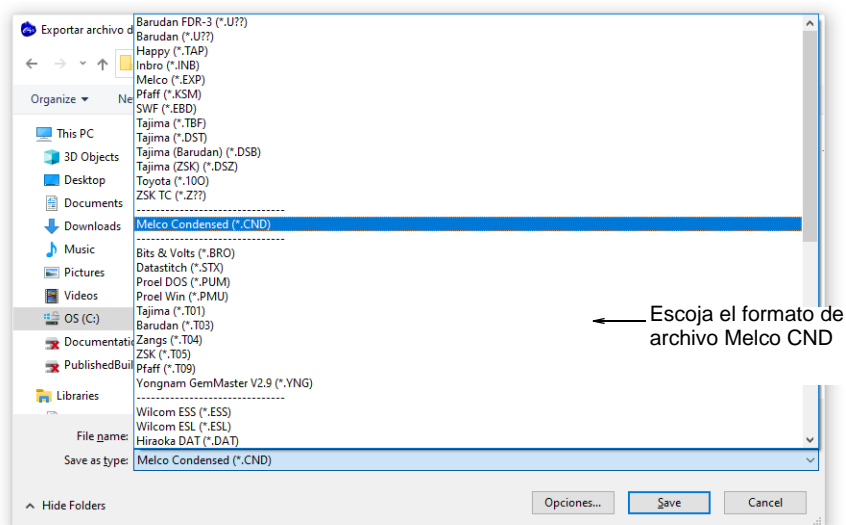 Exportar archivo d
Organize
Ne
This PC
3D Objects
Desktop
Documents
Downloads
Music
Pictures
Videos
OS (C:)
Documentatic
PublishedBuil
Libraries
Barudan FDR-3 (*.U??)
Barudan (*.U??)
Happy (*.TAP)
Inbro (*.INB)
Melco (*.EXP)
Pfaff (*.KSM)
SWF (*.EBD)
Tajima (*.TBF)
Tajima (*.DST)
Tajima (Barudan) (*.DSB)
Tajima (ZSK) (*.DSZ)
Toyota (*.10O)
ZSK TC (*.Z??)
-------------------------------
Melco Condensed (*.CND)
-------------------------------
Bits & Volts (*.BRO)
Datastitch (*.STX)
Proel DOS (*.PUM)
Proel Win (*.PMU)
Tajima (*.T01)
Barudan (*.T03)
Zangs (*.T04)
ZSK (*.T05)
Pfaff (*.T09)
Yongnam GemMaster V2.9 (*.YNG)
-------------------------------
Wilcom ESS (*.ESS)
Wilcom ESL (*.ESL)
Hiraoka DAT (*.DAT)
Escoja el formato de
archivo Melco CND
File name:
Save as type: Melco Condensed (*.CND)
Hide Folders
Opciones... Save Cancel